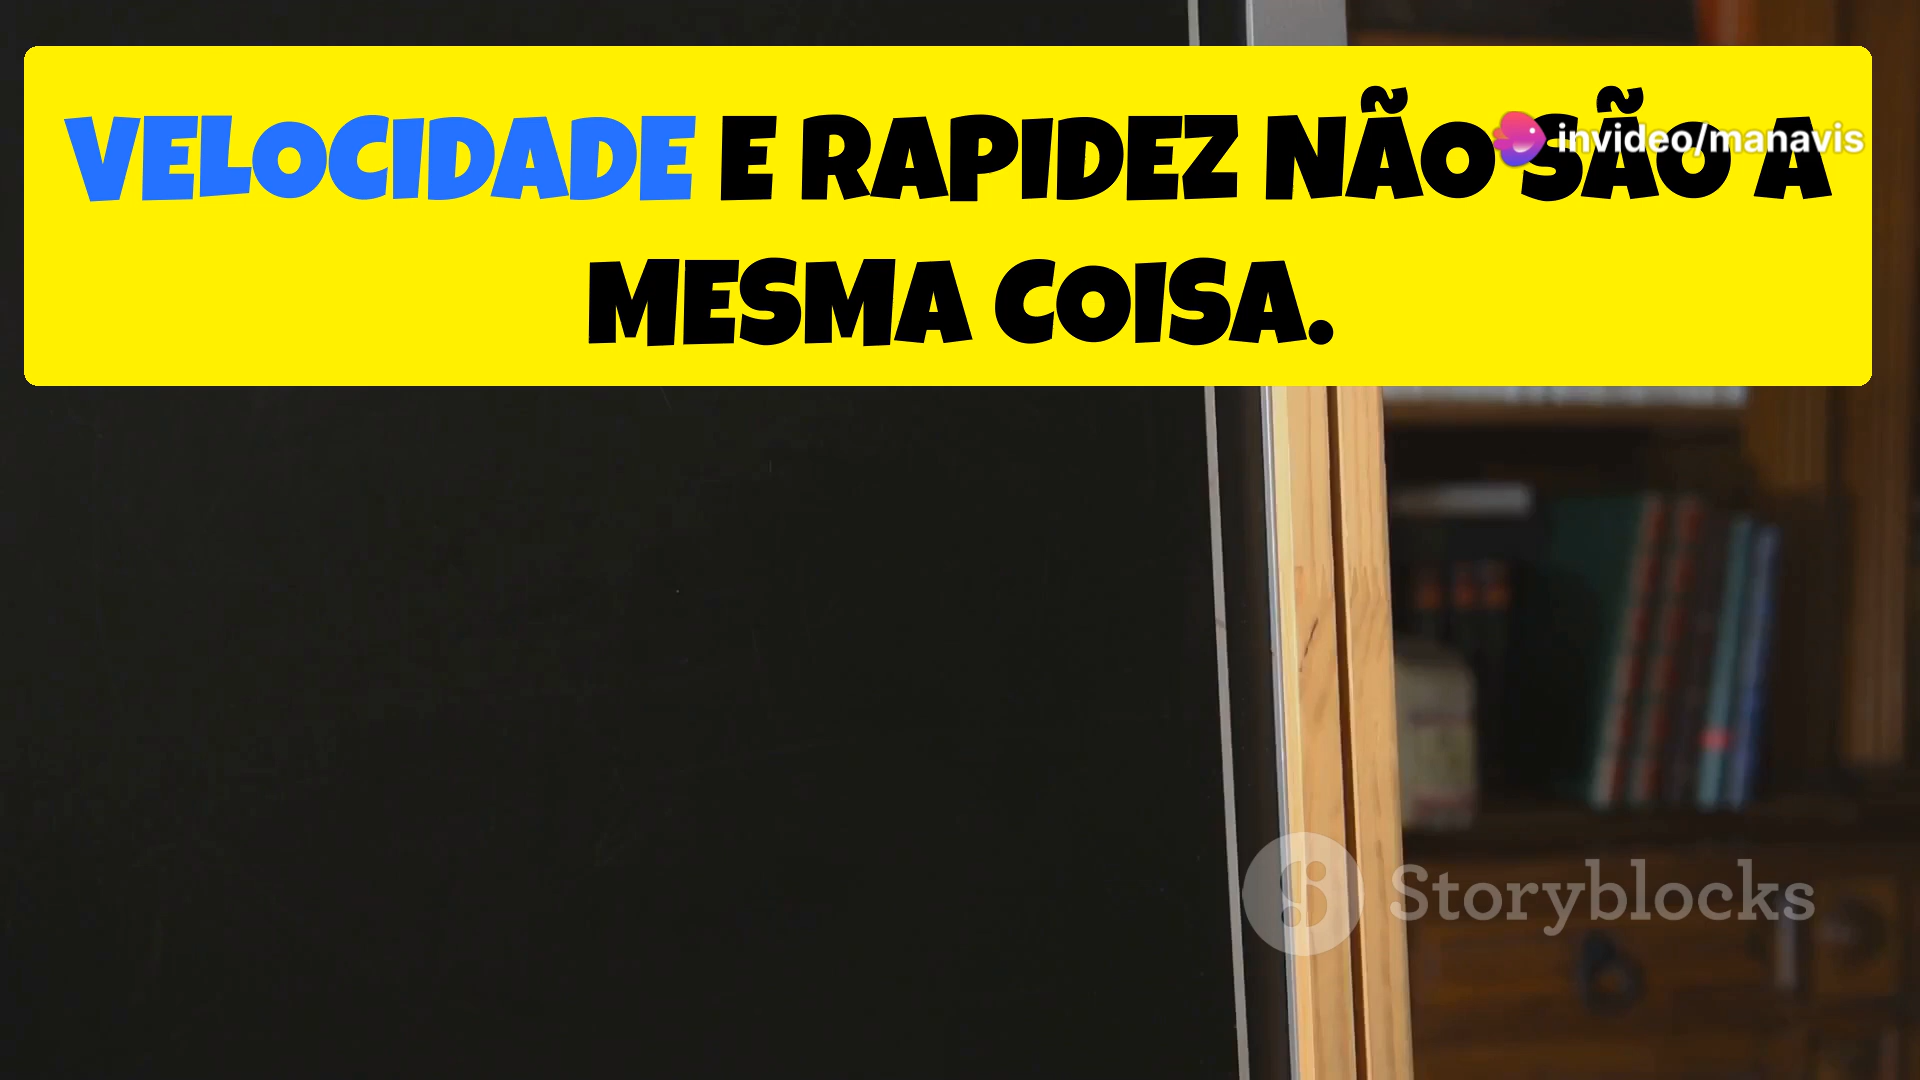 VELOCIDADE E RAPIDEZ NÃO SÃO A
invideo/manavis
MESMA COISA.
Storyblocks